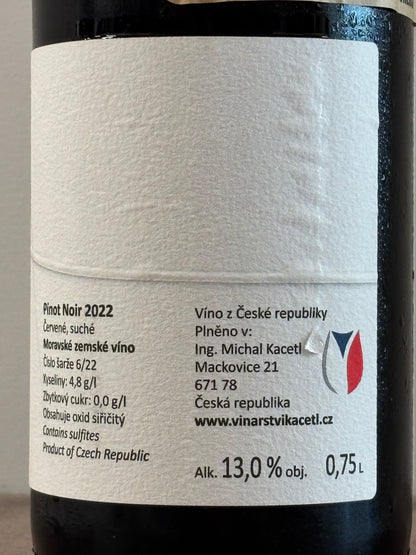 Pinot Noir 2022
Červené, suché
Moravské zemské víno
Číslo šarže 6/22
Kyseliny: 4,8 g/l
Zbytkový cukr: 0,0 g/l
Obsahuje oxid siřičitý
Contains sulfites
Product of Czech Republic
Víno z České republiky
Plněno v:
Ing. Michal Kacetl
Mackovice 21
671 78
Česká republika
www.vinarstvikacetl.cz
Alk. 13,0 % obj. 0,75 L